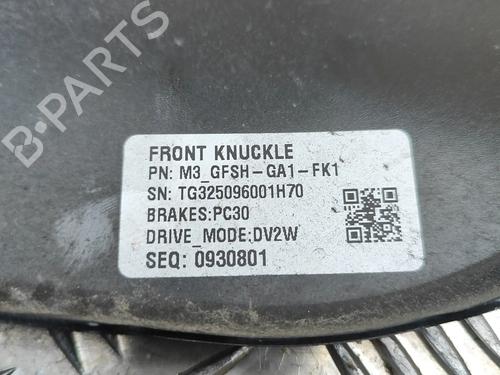 B-PARTS
FRONT KNUCKLE
PN: M3_GFSH-GA1-FK1
SN: TG325096001H70
BRAKES:PC30
DRIVE_MODE:DV2W
SEQ: 0930801